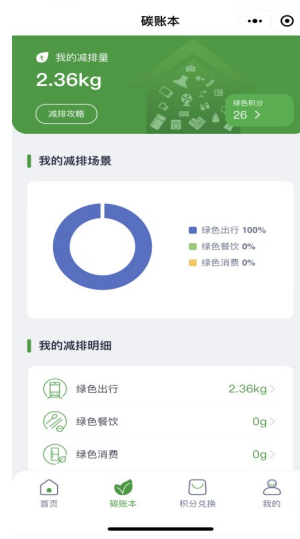 碳账本
我的减排量
2.36kg
减排攻略
绿色积分
26 >
我的减排场景
绿色出行 100%
绿色餐饮 0%
绿色消费 0%
我的减排明细
绿色出行 2.36kg >
绿色餐饮 0g >
绿色消费 0g >
首页 碳账本 积分兑换 我的